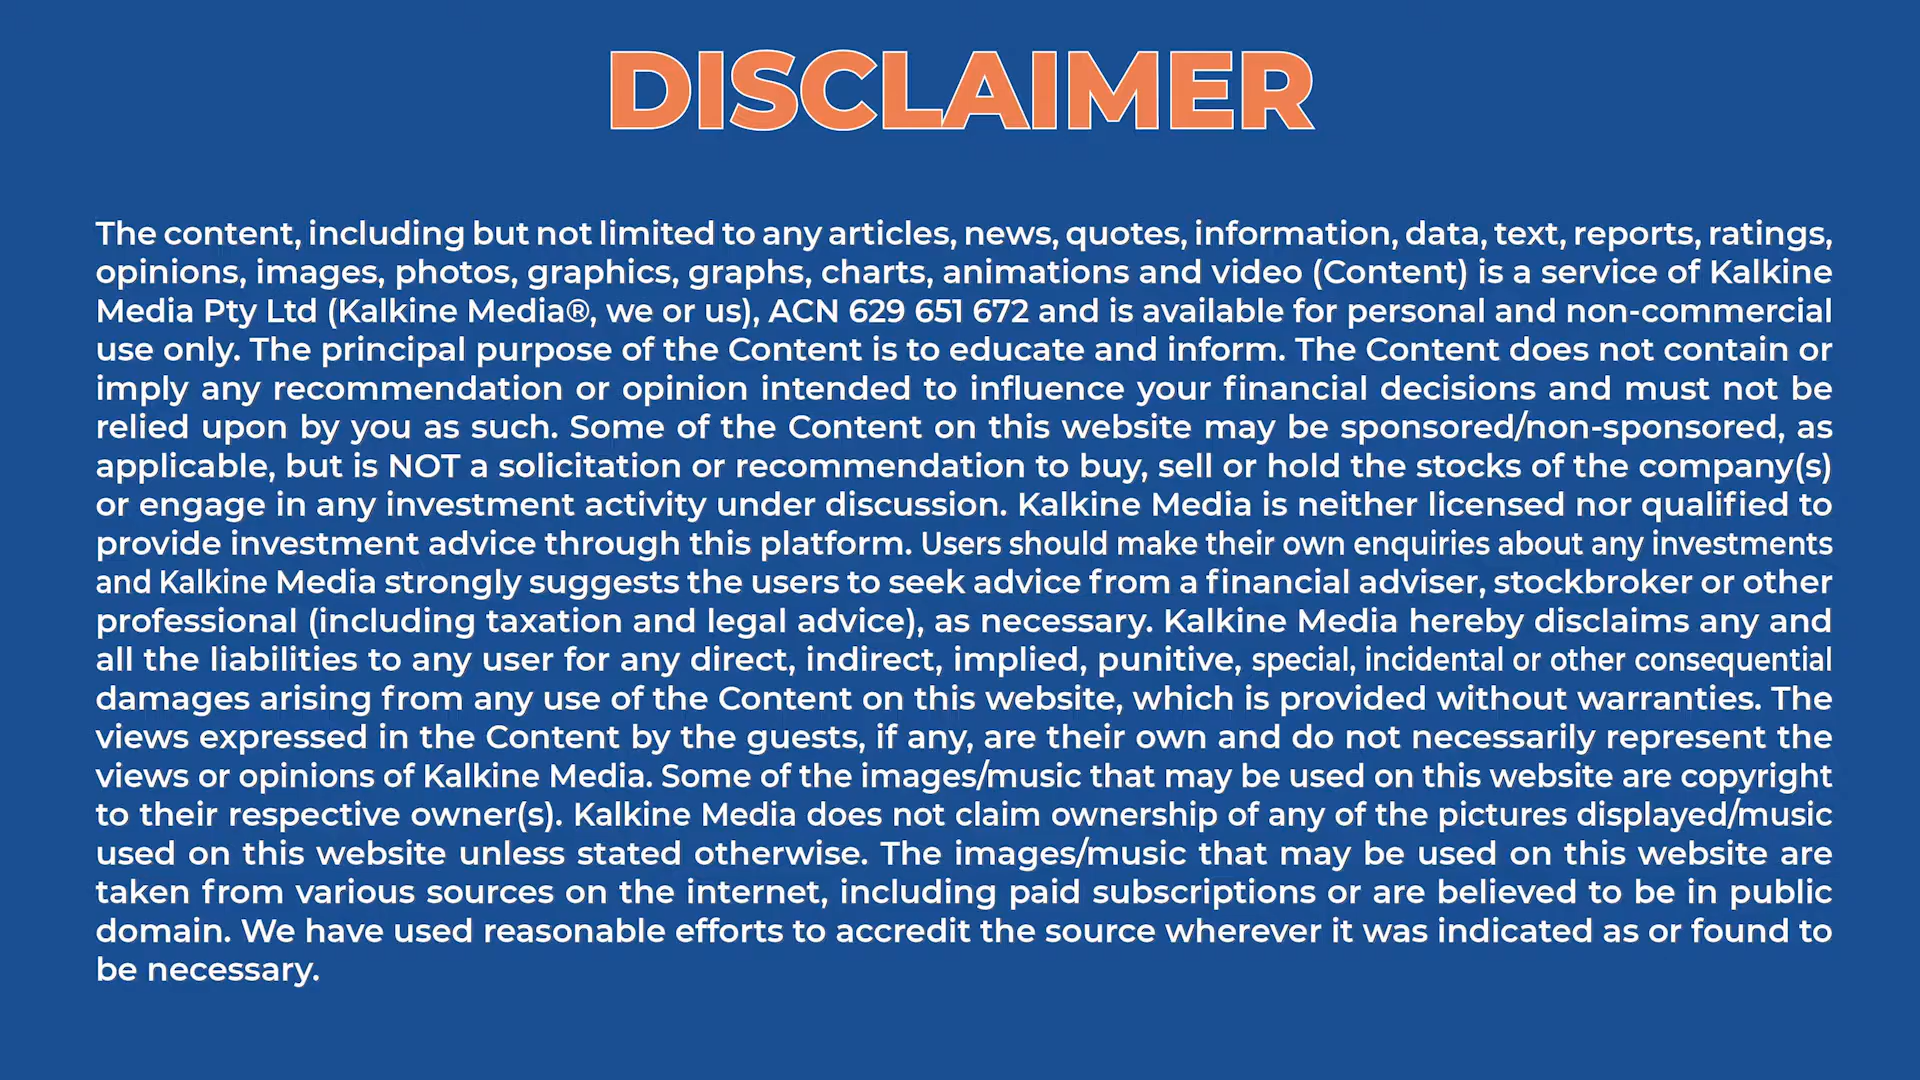 DISCLAIMER
The content, including but not limited to any articles, news, quotes, information, data, text, reports, ratings,
opinions, images, photos, graphics, graphs, charts, animations and video (Content) is a service of Kalkine
Media Pty Ltd (Kalkine Media®, we or us), ACN 629 651 672 and is available for personal and non-commercial
use only. The principal purpose of the Content is to educate and inform. The Content does not contain or
imply any recommendation or opinion intended to influence your financial decisions and must not be
relied upon by you as such. Some of the Content on this website may be sponsored/non-sponsored, as
applicable, but is NOT a solicitation or recommendation to buy, sell or hold the stocks of the company(s)
or engage in any investment activity under discussion. Kalkine Media is neither licensed nor qualified to
provide investment advice through this platform. Users should make their own enquiries about any investments
and Kalkine Media strongly suggests the users to seek advice from a financial adviser, stockbroker or other
professional (including taxation and legal advice), as necessary. Kalkine Media hereby disclaims any and
all the liabilities to any user for any direct, indirect, implied, punitive, special, incidental or other consequential
damages arising from any use of the Content on this website, which is provided without warranties. The
views expressed in the Content by the guests, if any, are their own and do not necessarily represent the
views or opinions of Kalkine Media. Some of the images/music that may be used on this website are copyright
to their respective owner(s). Kalkine Media does not claim ownership of any of the pictures displayed/music
used on this website unless stated otherwise. The images/music that may be used on this website are
taken from various sources on the internet, including paid subscriptions or are believed to be in public
domain. We have used reasonable efforts to accredit the source wherever it was indicated as or found to
be necessary.